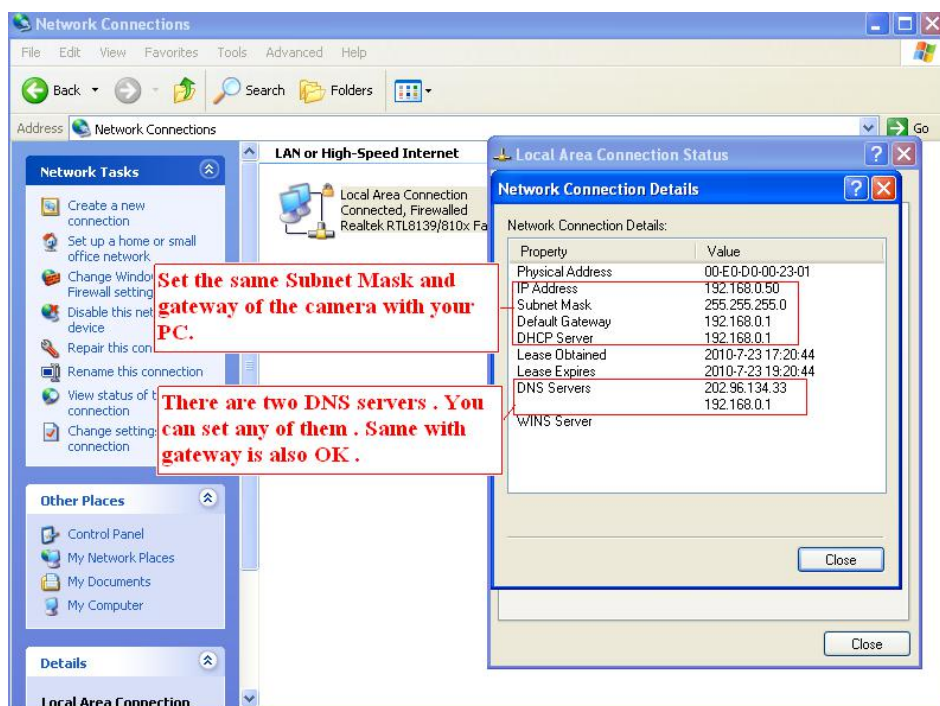 Network Connections
File Edit View Favorites Tools Advanced Help
Back Search Folders
Address Network Connections Go
Network Tasks
Create a new
connection
Set up a home or small
office network
Change Windo
Firewall setting
Disable this net
device
Repair this con
Rename this connection
View status of t
connection
Change setting
connection
Other Places
Control Panel
My Network Places
My Documents
My Computer
Details
Local Area Connection
LAN or High-Speed Internet
Local Area Connection
Connected, Firewalled
Realtek RTL8139/810x Fa
Set the same Subnet Mask and
gateway of the camera with your
PC.
There are two DNS servers . You
can set any of them . Same with
gateway is also OK .
Local Area Connection Status
Network Connection Details
Network Connection Details:
Property Value
Physical Address 00-E0-D0-00-23-01
IP Address 192.168.0.50
Subnet Mask 255.255.255.0
Default Gateway 192.168.0.1
DHCP Server 192.168.0.1
Lease Obtained 2010-7-23 17:20:44
Lease Expires 2010-7-23 19:20:44
DNS Servers 202.96.134.33
192.168.0.1
WINS Server
Close
Close